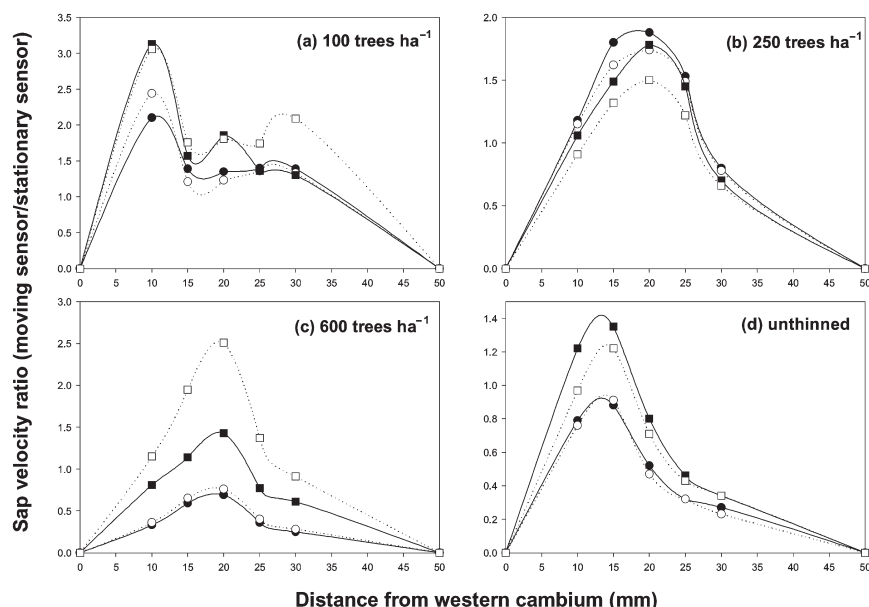 Sap velocity ratio (moving sensor/stationary sensor)
(a) 100 trees ha⁻¹
3.5
3.0
2.5
2.0
1.5
1.0
0.5
0.0
0 5 10 15 20 25 30 35 40 45 50
(b) 250 trees ha⁻¹
2.0
1.5
1.0
0.5
0.0
0 5 10 15 20 25 30 35 40 45 50
(c) 600 trees ha⁻¹
3.0
2.5
2.0
1.5
1.0
0.5
0.0
0 5 10 15 20 25 30 35 40 45 50
(d) unthinned
1.4
1.2
1.0
0.8
0.6
0.4
0.2
0.0
0 5 10 15 20 25 30 35 40 45 50
Distance from western cambium (mm)